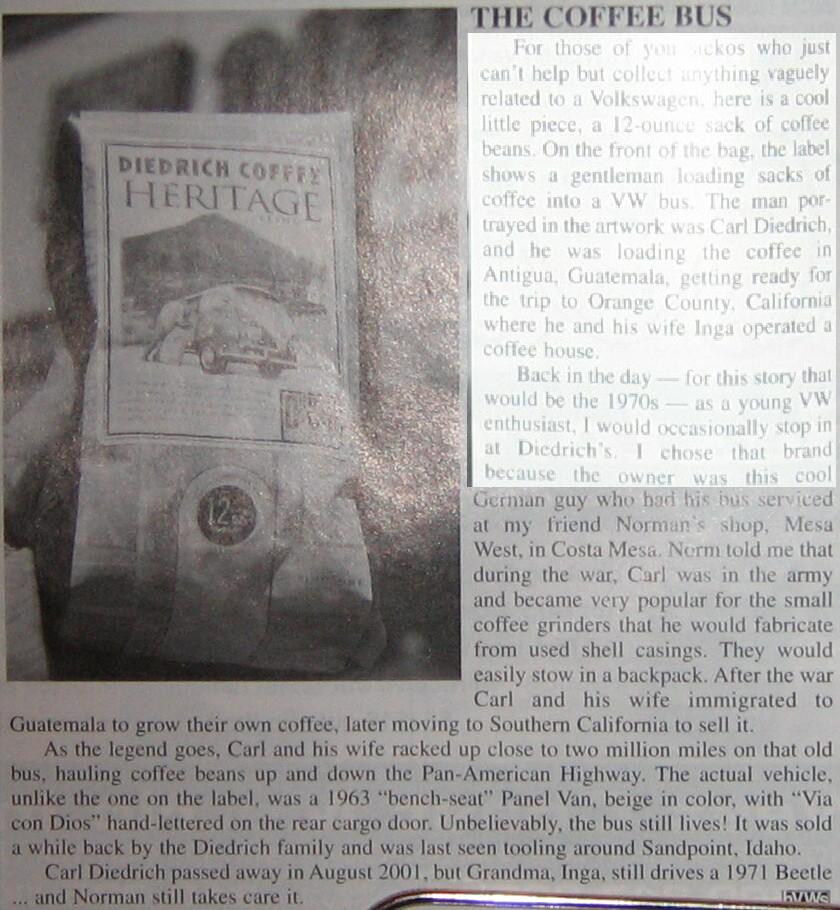 THE COFFEE BUS
For those of you sickos who just
can't help but collect anything vaguely
related to a Volkswagen, here is a cool
little piece, a 12-ounce sack of coffee
beans. On the front of the bag, the label
shows a gentleman loading sacks of
coffee into a VW bus. The man por-
trayed in the artwork was Carl Diedrich,
and he was loading the coffee in
Antigua, Guatemala, getting ready for
the trip to Orange County, California
where he and his wife Inga operated a
coffee house.
Back in the day — for this story that
would be the 1970s — as a young VW
enthusiast, I would occasionally stop in
at Diedrich's. I chose that brand
because the owner was this cool
German guy who had his bus serviced
at my friend Norman's shop, Mesa
West, in Costa Mesa. Norm told me that
during the war, Carl was in the army
and became very popular for the small
coffee grinders that he would fabricate
from used shell casings. They would
easily stow in a backpack. After the war
Carl and his wife immigrated to
Guatemala to grow their own coffee, later moving to Southern California to sell it.
As the legend goes, Carl and his wife racked up close to two million miles on that old
bus, hauling coffee beans up and down the Pan-American Highway. The actual vehicle,
unlike the one on the label, was a 1963 "bench-seat" Panel Van, beige in color, with "Via
con Dios" hand-lettered on the rear cargo door. Unbelievably, the bus still lives! It was sold
a while back by the Diedrich family and was last seen tooling around Sandpoint, Idaho.
Carl Diedrich passed away in August 2001, but Grandma, Inga, still drives a 1971 Beetle
... and Norman still takes care it.
DIEDRICH COFFEE
HERITAGE
12